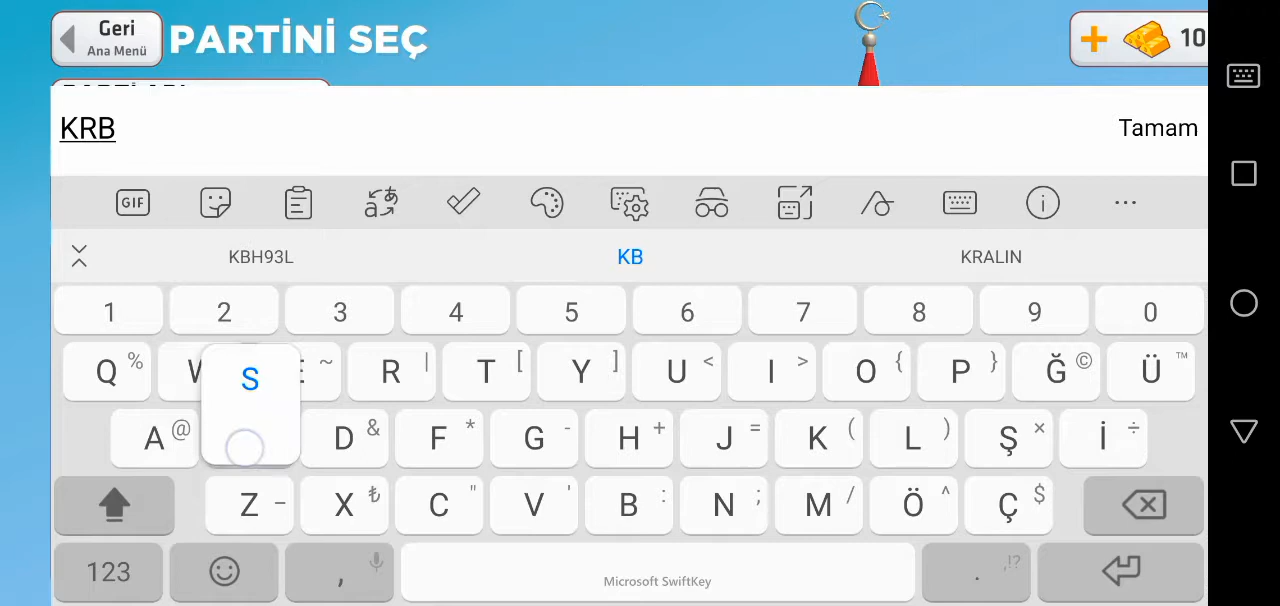 Geri
Ana Menü
PARTİNİ SEÇ
10
KRB
Tamam
GIF
KBH93L KB KRALIN
1 2 3 4 5 6 7 8 9 0
Q % W E ~ R | T [ Y ] U < I > O { P } Ğ © Ü ™
A @ S D & F * G - H + J = K ( L ) Ş × İ ÷
Z – X ₺ C " V ' B : N ; M / Ö ^ Ç $
123 , Microsoft SwiftKey . ,!?